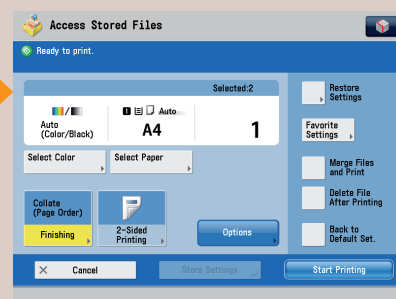 Access Stored Files
Ready to print.
Selected:2
Auto
(Color/Black)
1 Auto
A4
1
Select Color
Select Paper
Collate
(Page Order)
Finishing
2-Sided
Printing
Options
Restore
Settings
Favorite
Settings
Merge Files
and Print
Delete File
After Printing
Back to
Default Set.
× Cancel
Store Settings
Start Printing